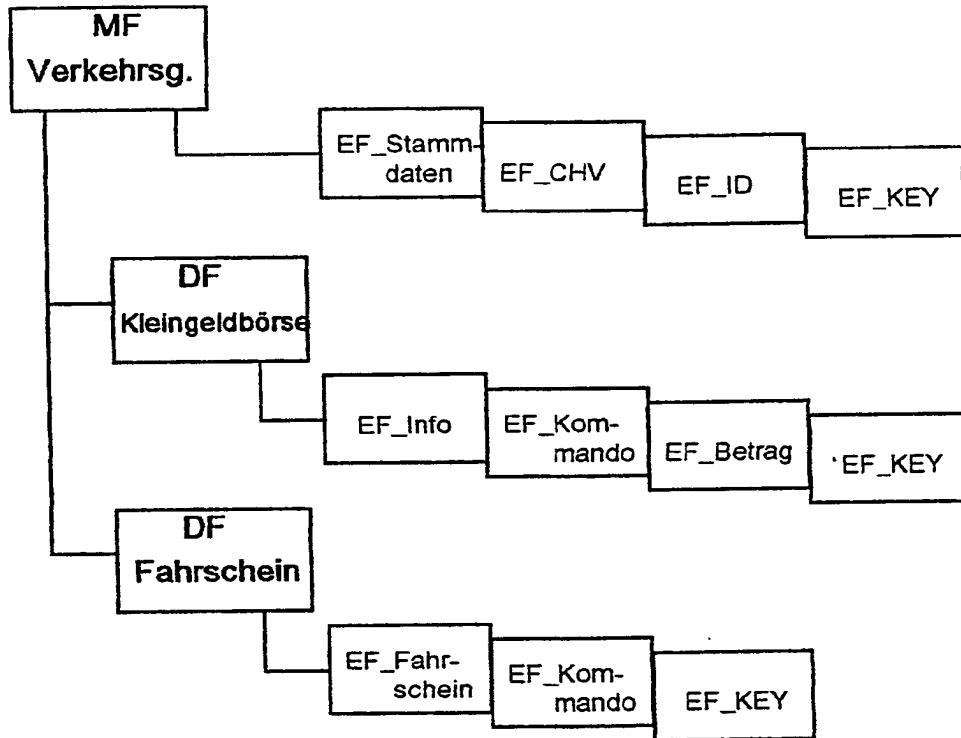 MF
Verkehrsg.
EF_Stamm-
daten
EF_CHV
EF_ID
EF_KEY
DF
Kleingeldbörse
EF_Info
EF_Kom-
mando
EF_Betrag
EF_KEY
DF
Fahrschein
EF_Fahr-
schein
EF_Kom-
mando
EF_KEY